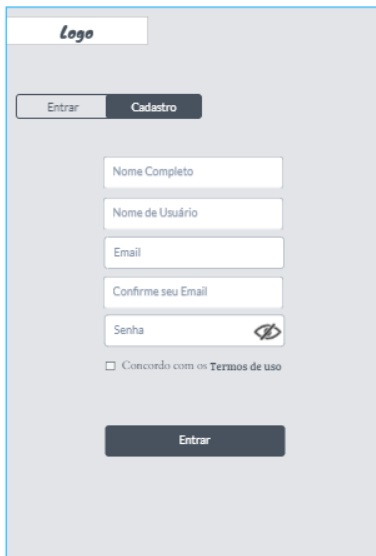 Logo
Entrar Cadastro
Nome Completo
Nome de Usuário
Email
Confirme seu Email
Senha
Concordo com os Termos de uso
Entrar